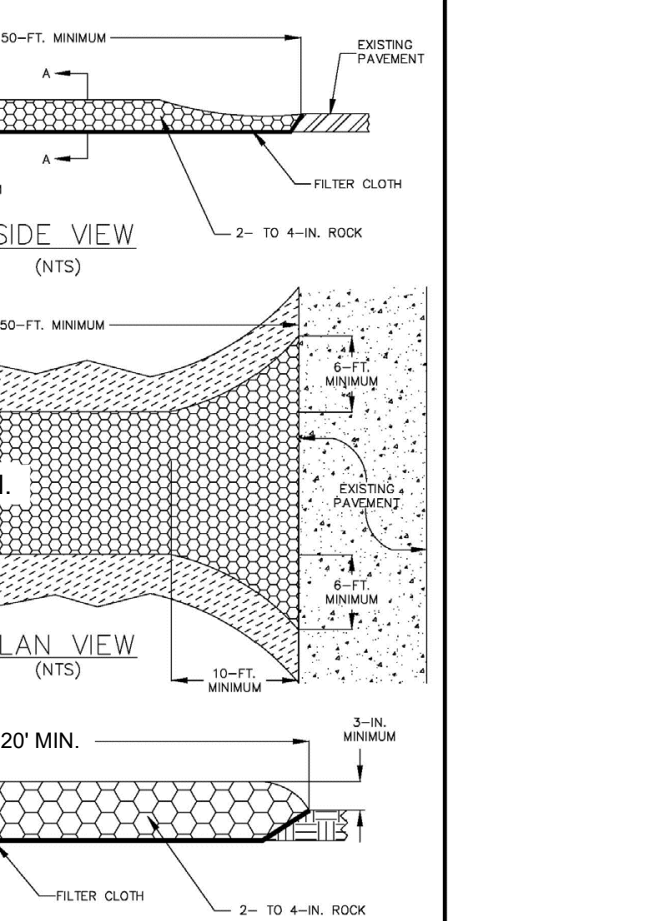 50-FT. MINIMUM
EXISTING
PAVEMENT
A
A
FILTER CLOTH
2- TO 4-IN. ROCK
SIDE VIEW
(NTS)
50-FT. MINIMUM
6-FT.
MINIMUM
EXISTING
PAVEMENT
6-FT.
MINIMUM
LAN VIEW
(NTS)
10-FT.
MINIMUM
20' MIN.
3-IN.
MINIMUM
FILTER CLOTH
2- TO 4-IN. ROCK